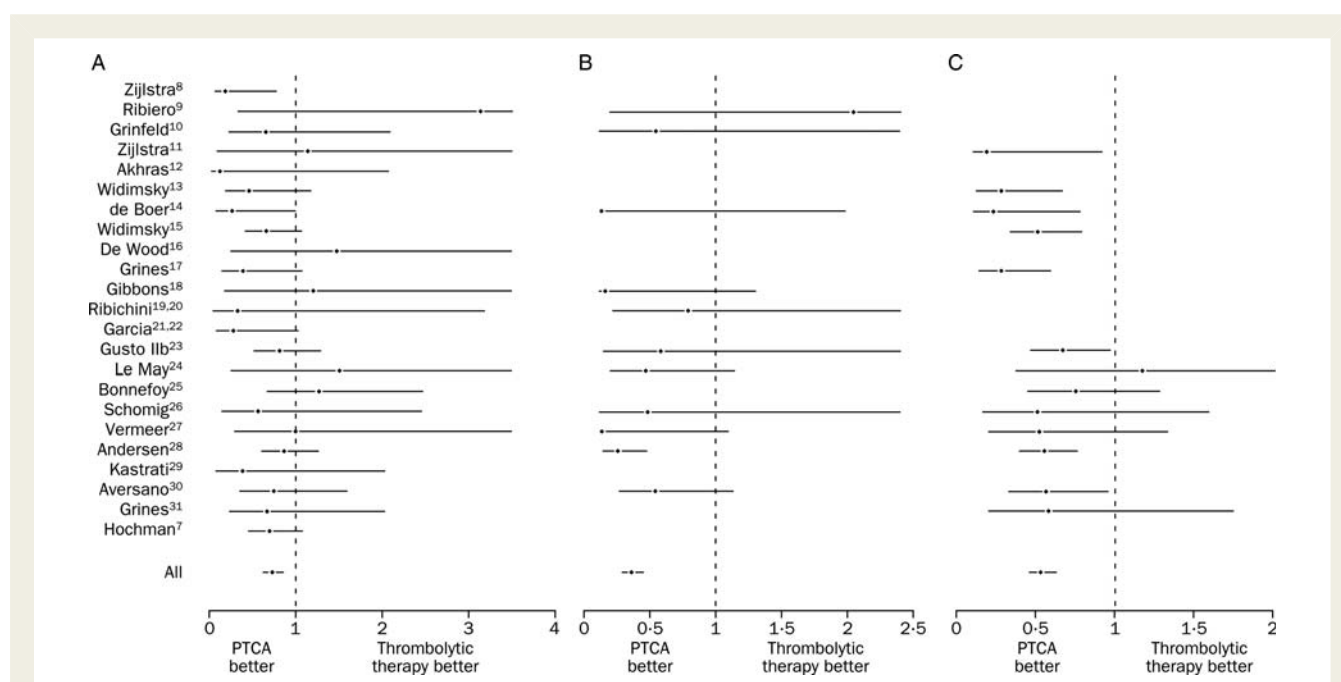 A B C
Zijlstra⁸
Ribiero⁹
Grinfeld¹⁰
Zijlstra¹¹
Akhras¹²
Widimsky¹³
de Boer¹⁴
Widimsky¹⁵
De Wood¹⁶
Grines¹⁷
Gibbons¹⁸
Ribichini¹⁹,²⁰
Garcia²¹,²²
Gusto IIb²³
Le May²⁴
Bonnefoy²⁵
Schomig²⁶
Vermeer²⁷
Andersen²⁸
Kastrati²⁹
Aversano³⁰
Grines³¹
Hochman⁷
All
0 1 2 3 4 0 0·5 1 1·5 2 2·5 0 0·5 1 1·5 2
PTCA Thrombolytic PTCA Thrombolytic PTCA Thrombolytic
better therapy better better therapy better better therapy better